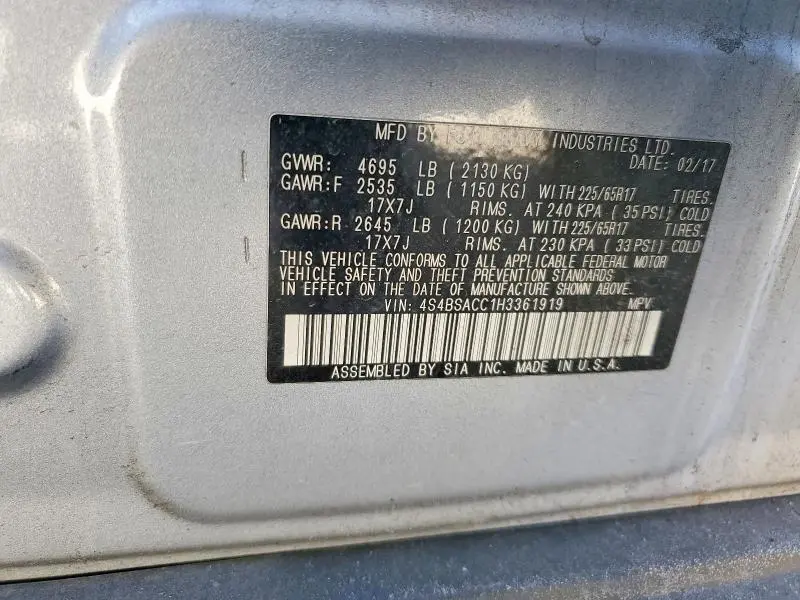 MFD BY INDUSTRIES LTD.
GVWR: 4695 LB ( 2130 KG) DATE: 02/17
GAWR:F 2535 LB ( 1150 KG) WITH 225/65R17 TIRES.
17X7J RIMS. AT 240 KPA ( 35 PSI) COLD
GAWR:R 2645 LB ( 1200 KG) WITH 225/65R17 TIRES.
17X7J RIMS. AT 230 KPA ( 33 PSI) COLD
THIS VEHICLE CONFORMS TO ALL APPLICABLE FEDERAL MOTOR
VEHICLE SAFETY AND THEFT PREVENTION STANDARDS
IN EFFECT ON THE DATE OF MANUFACTURE SHOWN ABOVE.
VIN: 4S4BSACC1H3361919 MPV
ASSEMBLED BY SIA INC. MADE IN U.S.A.